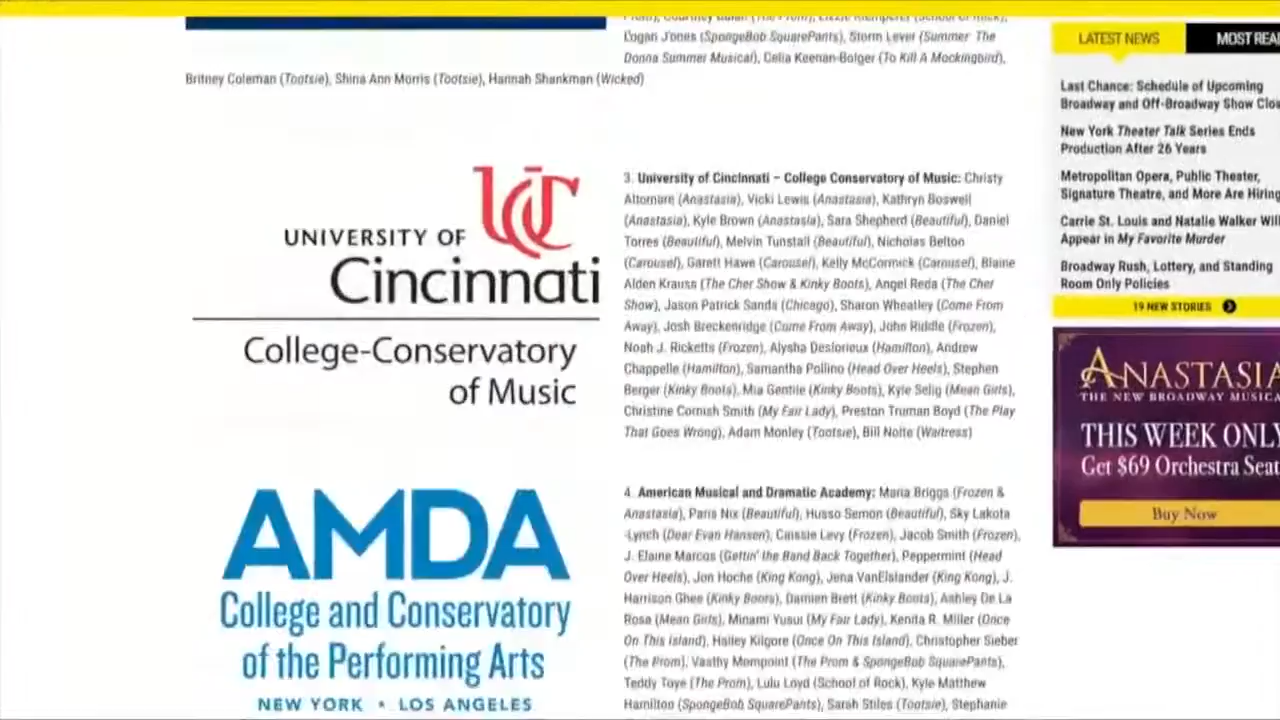 Logan Jones (SpongeBob SquarePants), Storm Lever (Summer: The
Donna Summer Musical), Celia Keenan-Bolger (To Kill A Mockingbird),
Britney Coleman (Tootsie), Shina Ann Morris (Tootsie), Hannah Shankman (Wicked)
UC
UNIVERSITY OF
Cincinnati
College-Conservatory
of Music
3. University of Cincinnati – College Conservatory of Music: Christy
Altomare (Anastasia), Vicki Lewis (Anastasia), Kathryn Boswell
(Anastasia), Kyle Brown (Anastasia), Sara Shepherd (Beautiful), Daniel
Torres (Beautiful), Melvin Tunstall (Beautiful), Nicholas Belton
(Carousel), Garett Hawe (Carousel), Kelly McCormick (Carousel), Blaine
Alden Krauss (The Cher Show & Kinky Boots), Angel Reda (The Cher
Show), Jason Patrick Sands (Chicago), Sharon Wheatley (Come From
Away), Josh Breckenridge (Come From Away), John Riddle (Frozen),
Noah J. Ricketts (Frozen), Alysha Deslorieux (Hamilton), Andrew
Chappelle (Hamilton), Samantha Pollino (Head Over Heels), Stephen
Berger (Kinky Boots), Mia Gentile (Kinky Boots), Kyle Selig (Mean Girls),
Christine Cornish Smith (My Fair Lady), Preston Truman Boyd (The Play
That Goes Wrong), Adam Monley (Tootsie), Bill Nolte (Waitress)
AMDA
College and Conservatory
of the Performing Arts
NEW YORK • LOS ANGELES
4. American Musical and Dramatic Academy: Maria Briggs (Frozen &
Anastasia), Paris Nix (Beautiful), Housso Semon (Beautiful), Sky Lakota
-Lynch (Dear Evan Hansen), Caissie Levy (Frozen), Jacob Smith (Frozen),
J. Elaine Marcos (Gettin' the Band Back Together), Peppermint (Head
Over Heels), Jon Hoche (King Kong), Jena VanElslander (King Kong), J.
Harrison Ghee (Kinky Boots), Damien Brett (Kinky Boots), Ashley De La
Rosa (Mean Girls), Minami Yusui (My Fair Lady), Kenita R. Miller (Once
On This Island), Hailey Kilgore (Once On This Island), Christopher Sieber
(The Prom), Vasthy Mompoint (The Prom & SpongeBob SquarePants),
Teddy Toye (The Prom), Lulu Loyd (School of Rock), Kyle Matthew
Hamilton (SpongeBob SquarePants), Sarah Stiles (Tootsie), Stephanie
LATEST NEWS
MOST REA
Last Chance: Schedule of Upcoming
Broadway and Off-Broadway Show Clos
New York Theater Talk Series Ends
Production After 26 Years
Metropolitan Opera, Public Theater,
Signature Theatre, and More Are Hiring
Carrie St. Louis and Natalie Walker Will
Appear in My Favorite Murder
Broadway Rush, Lottery, and Standing
Room Only Policies
19 NEW STORIES
ANASTASIA
THE NEW BROADWAY MUSICA
THIS WEEK ONLY
Get $69 Orchestra Seat
Buy Now